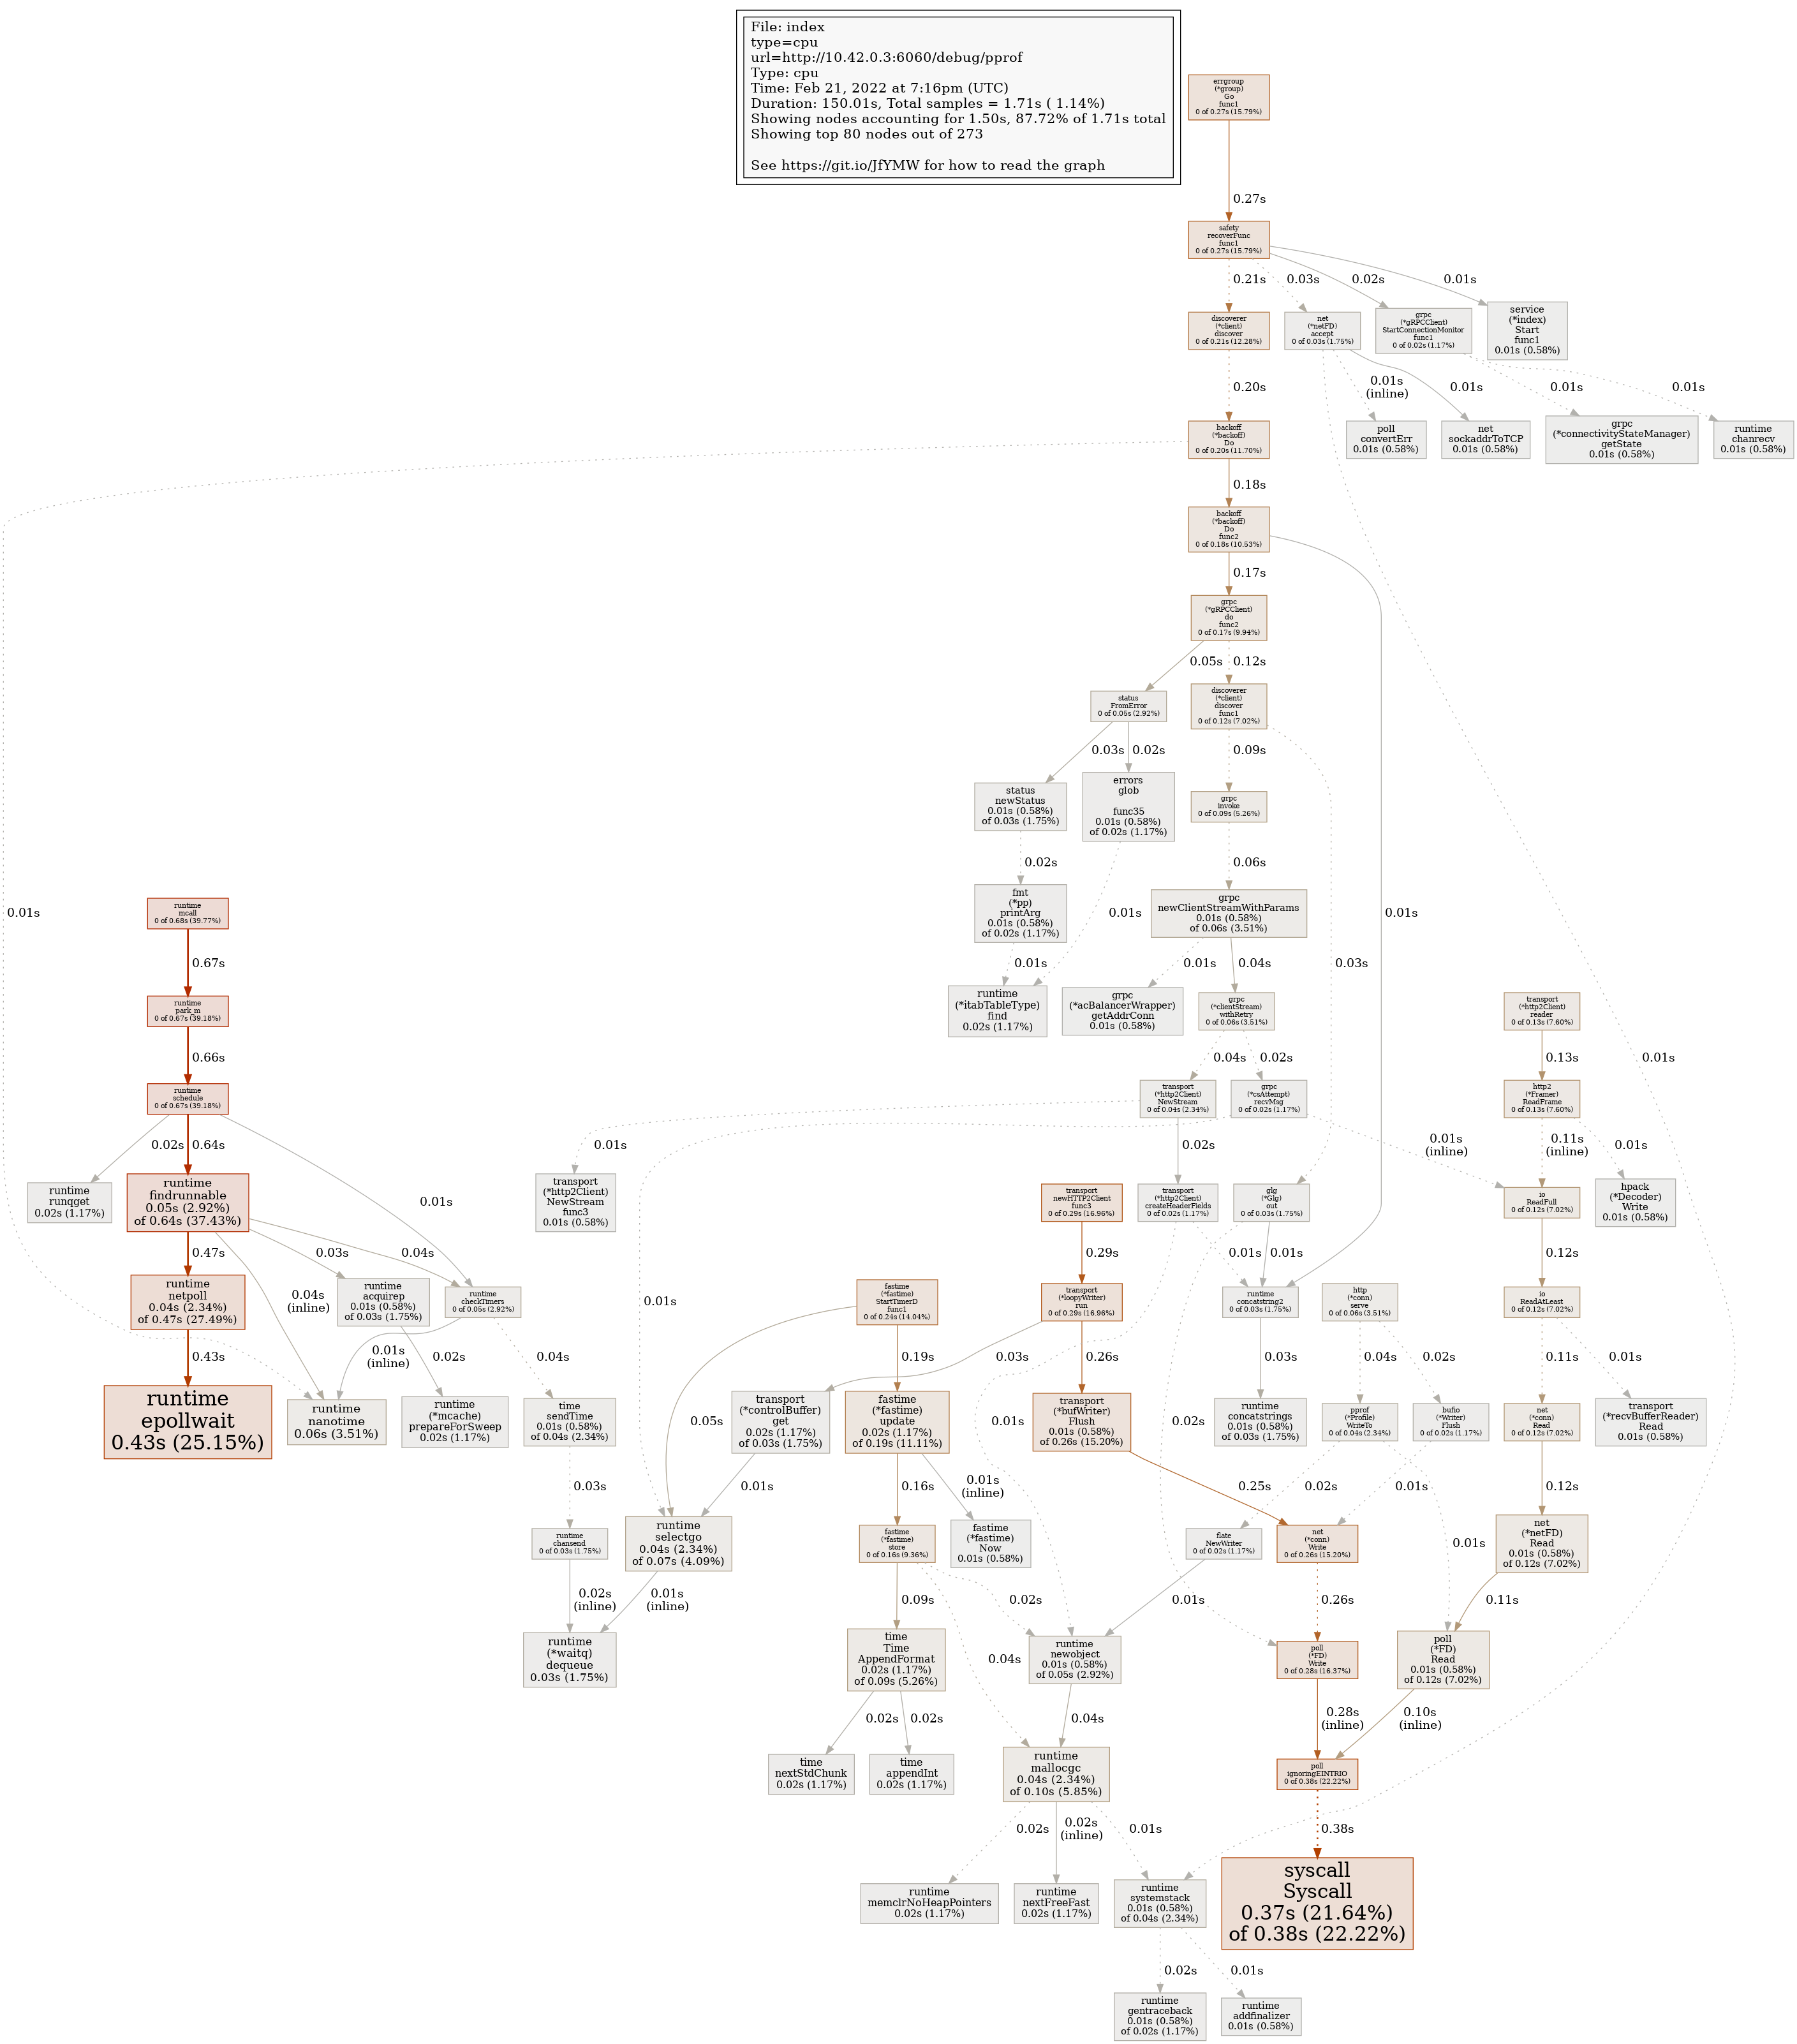 File: index
type=cpu
url=http://10.42.0.3:6060/debug/pprof
Type: cpu
Time: Feb 21, 2022 at 7:16pm (UTC)
Duration: 150.01s, Total samples = 1.71s ( 1.14%)
Showing nodes accounting for 1.50s, 87.72% of 1.71s total
Showing top 80 nodes out of 273
See https://git.io/JfYMW for how to read the graph
errgroup
(*group)
Go
func1
0 of 0.27s (15.79%)
0.27s
safety
recoverFunc
func1
0 of 0.27s (15.79%)
0.21s
0.03s
0.02s
0.01s
discoverer
(*client)
discover
0 of 0.21s (12.28%)
net
(*netFD)
accept
0 of 0.03s (1.75%)
grpc
(*gRPCClient)
StartConnectionMonitor
func1
0 of 0.02s (1.17%)
service
(*index)
Start
func1
0.01s (0.58%)
0.20s
0.01s
(inline)
0.01s
0.01s
0.01s
backoff
(*backoff)
Do
0 of 0.20s (11.70%)
poll
convertErr
0.01s (0.58%)
net
sockaddrToTCP
0.01s (0.58%)
grpc
(*connectivityStateManager)
getState
0.01s (0.58%)
runtime
chanrecv
0.01s (0.58%)
0.18s
backoff
(*backoff)
Do
func2
0 of 0.18s (10.53%)
0.17s
grpc
(*gRPCClient)
do
func2
0 of 0.17s (9.94%)
0.05s
0.12s
status
FromError
0 of 0.05s (2.92%)
discoverer
(*client)
discover
func1
0 of 0.12s (7.02%)
0.03s
0.02s
0.09s
status
newStatus
0.01s (0.58%)
of 0.03s (1.75%)
errors
glob
func35
0.01s (0.58%)
of 0.02s (1.17%)
grpc
invoke
0 of 0.09s (5.26%)
0.02s
0.06s
0.01s
runtime
mcall
0 of 0.68s (39.77%)
fmt
(*pp)
printArg
0.01s (0.58%)
of 0.02s (1.17%)
0.01s
grpc
newClientStreamWithParams
0.01s (0.58%)
of 0.06s (3.51%)
0.01s
0.67s
0.01s
0.01s
0.04s
0.03s
runtime
park_m
0 of 0.67s (39.18%)
runtime
(*itabTableType)
find
0.02s (1.17%)
grpc
(*acBalancerWrapper)
getAddrConn
0.01s (0.58%)
grpc
(*clientStream)
withRetry
0 of 0.06s (3.51%)
transport
(*http2Client)
reader
0 of 0.13s (7.60%)
0.66s
0.04s
0.02s
0.13s
0.01s
runtime
schedule
0 of 0.67s (39.18%)
transport
(*http2Client)
NewStream
0 of 0.04s (2.34%)
grpc
(*csAttempt)
recvMsg
0 of 0.02s (1.17%)
http2
(*Framer)
ReadFrame
0 of 0.13s (7.60%)
0.02s
0.64s
0.01s
0.01s
0.02s
0.01s
(inline)
0.11s
(inline)
0.01s
runtime
runqget
0.02s (1.17%)
runtime
findrunnable
0.05s (2.92%)
of 0.64s (37.43%)
transport
(*http2Client)
NewStream
func3
0.01s (0.58%)
transport
newHTTP2Client
func3
0 of 0.29s (16.96%)
transport
(*http2Client)
createHeaderFields
0 of 0.02s (1.17%)
glg
(*Glg)
out
0 of 0.03s (1.75%)
io
ReadFull
0 of 0.12s (7.02%)
hpack
(*Decoder)
Write
0.01s (0.58%)
0.47s
0.03s
0.04s
0.29s
0.01s
0.01s
0.12s
runtime
netpoll
0.04s (2.34%)
of 0.47s (27.49%)
0.04s
(inline)
runtime
acquirep
0.01s (0.58%)
of 0.03s (1.75%)
runtime
checkTimers
0 of 0.05s (2.92%)
0.01s
fastime
(*fastime)
StartTimerD
func1
0 of 0.24s (14.04%)
transport
(*loopyWriter)
run
0 of 0.29s (16.96%)
runtime
concatstring2
0 of 0.03s (1.75%)
http
(*conn)
serve
0 of 0.06s (3.51%)
io
ReadAtLeast
0 of 0.12s (7.02%)
0.43s
0.01s
(inline)
0.02s
0.04s
0.19s
0.03s
0.26s
0.03s
0.04s
0.02s
0.11s
0.01s
runtime
epollwait
0.43s (25.15%)
runtime
nanotime
0.06s (3.51%)
runtime
(*mcache)
prepareForSweep
0.02s (1.17%)
time
sendTime
0.01s (0.58%)
of 0.04s (2.34%)
0.05s
transport
(*controlBuffer)
get
0.02s (1.17%)
of 0.03s (1.75%)
fastime
(*fastime)
update
0.02s (1.17%)
of 0.19s (11.11%)
0.01s
transport
(*bufWriter)
Flush
0.01s (0.58%)
of 0.26s (15.20%)
0.02s
runtime
concatstrings
0.01s (0.58%)
of 0.03s (1.75%)
pprof
(*Profile)
WriteTo
0 of 0.04s (2.34%)
bufio
(*Writer)
Flush
0 of 0.02s (1.17%)
net
(*conn)
Read
0 of 0.12s (7.02%)
transport
(*recvBufferReader)
Read
0.01s (0.58%)
0.03s
0.01s
0.16s
0.01s
(inline)
0.25s
0.02s
0.01s
0.12s
runtime
chansend
0 of 0.03s (1.75%)
runtime
selectgo
0.04s (2.34%)
of 0.07s (4.09%)
fastime
(*fastime)
store
0 of 0.16s (9.36%)
fastime
(*fastime)
Now
0.01s (0.58%)
flate
NewWriter
0 of 0.02s (1.17%)
net
(*conn)
Write
0 of 0.26s (15.20%)
0.01s
net
(*netFD)
Read
0.01s (0.58%)
of 0.12s (7.02%)
0.02s
(inline)
0.01s
(inline)
0.09s
0.02s
0.01s
0.26s
0.11s
runtime
(*waitq)
dequeue
0.03s (1.75%)
time
Time
AppendFormat
0.02s (1.17%)
of 0.09s (5.26%)
0.04s
runtime
newobject
0.01s (0.58%)
of 0.05s (2.92%)
poll
(*FD)
Write
0 of 0.28s (16.37%)
poll
(*FD)
Read
0.01s (0.58%)
of 0.12s (7.02%)
0.02s
0.02s
0.04s
0.28s
(inline)
0.10s
(inline)
time
nextStdChunk
0.02s (1.17%)
time
appendInt
0.02s (1.17%)
runtime
mallocgc
0.04s (2.34%)
of 0.10s (5.85%)
poll
ignoringEINTRIO
0 of 0.38s (22.22%)
0.02s
0.02s
(inline)
0.01s
0.38s
runtime
memclrNoHeapPointers
0.02s (1.17%)
runtime
nextFreeFast
0.02s (1.17%)
runtime
systemstack
0.01s (0.58%)
of 0.04s (2.34%)
syscall
Syscall
0.37s (21.64%)
of 0.38s (22.22%)
0.02s
0.01s
runtime
gentraceback
0.01s (0.58%)
of 0.02s (1.17%)
runtime
addfinalizer
0.01s (0.58%)